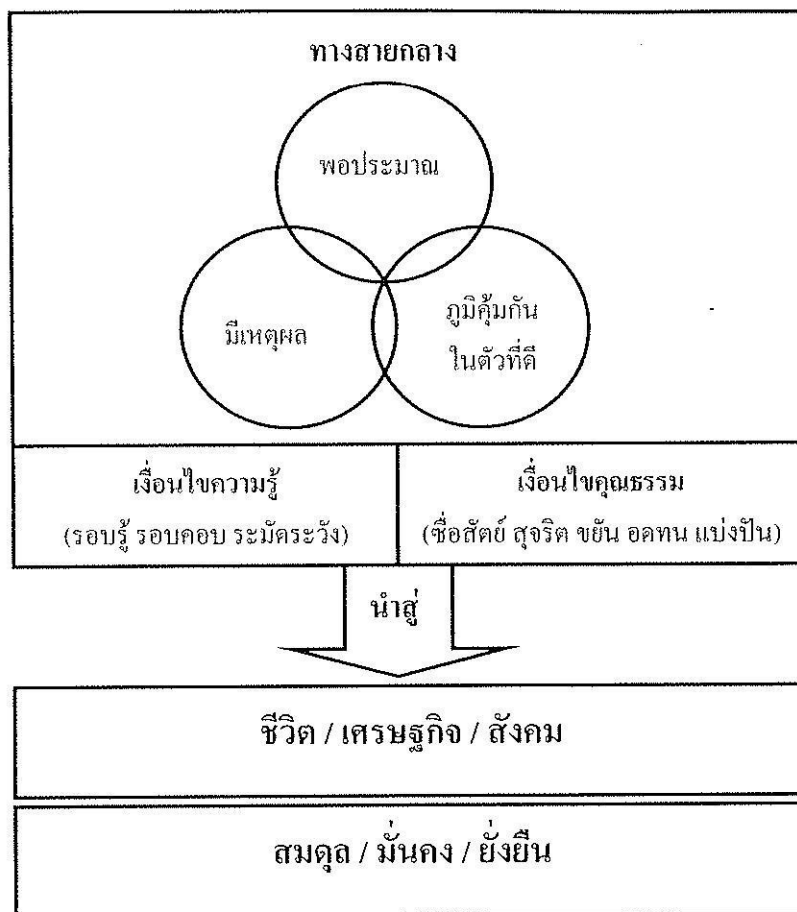 ทางสายกลาง
พอประมาณ
มีเหตุผล
ภูมิคุ้มกัน
ในตัวที่ดี
เงื่อนไขความรู้
(รอบรู้ รอบคอบ ระมัดระวัง)
เงื่อนไขคุณธรรม
(ซื่อสัตย์ สุจริต ขยัน อดทน แบ่งปัน)
นำสู่
ชีวิต / เศรษฐกิจ / สังคม
สมดุล / มั่นคง / ยั่งยืน